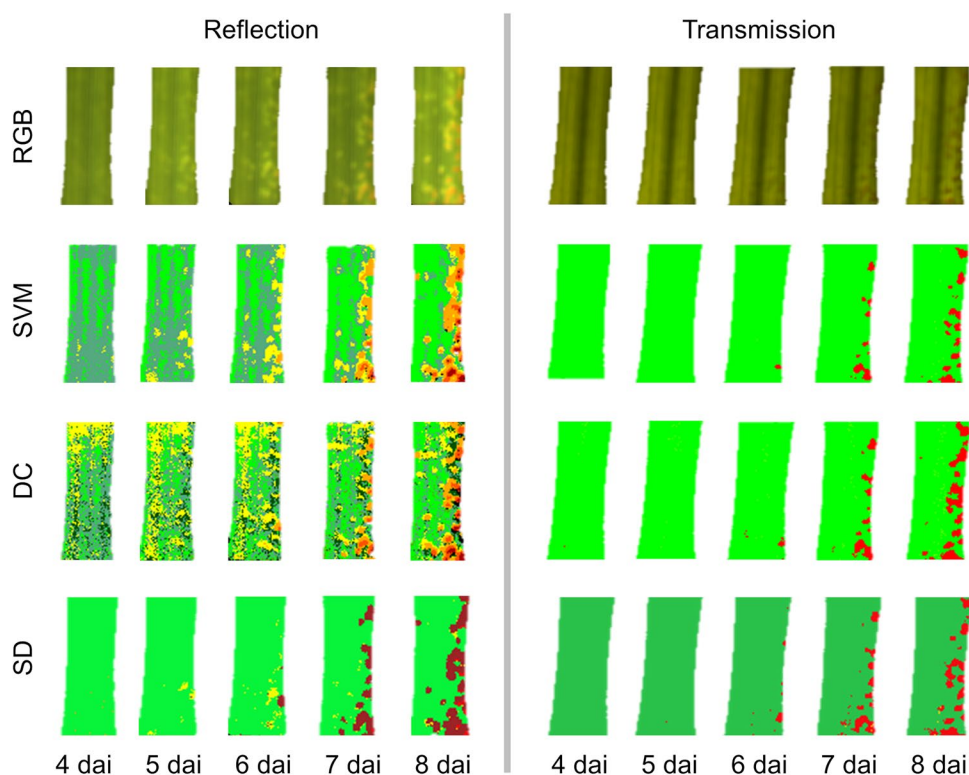 Reflection Transmission
RGB
SVM
DC
SD
4 dai 5 dai 6 dai 7 dai 8 dai 4 dai 5 dai 6 dai 7 dai 8 dai